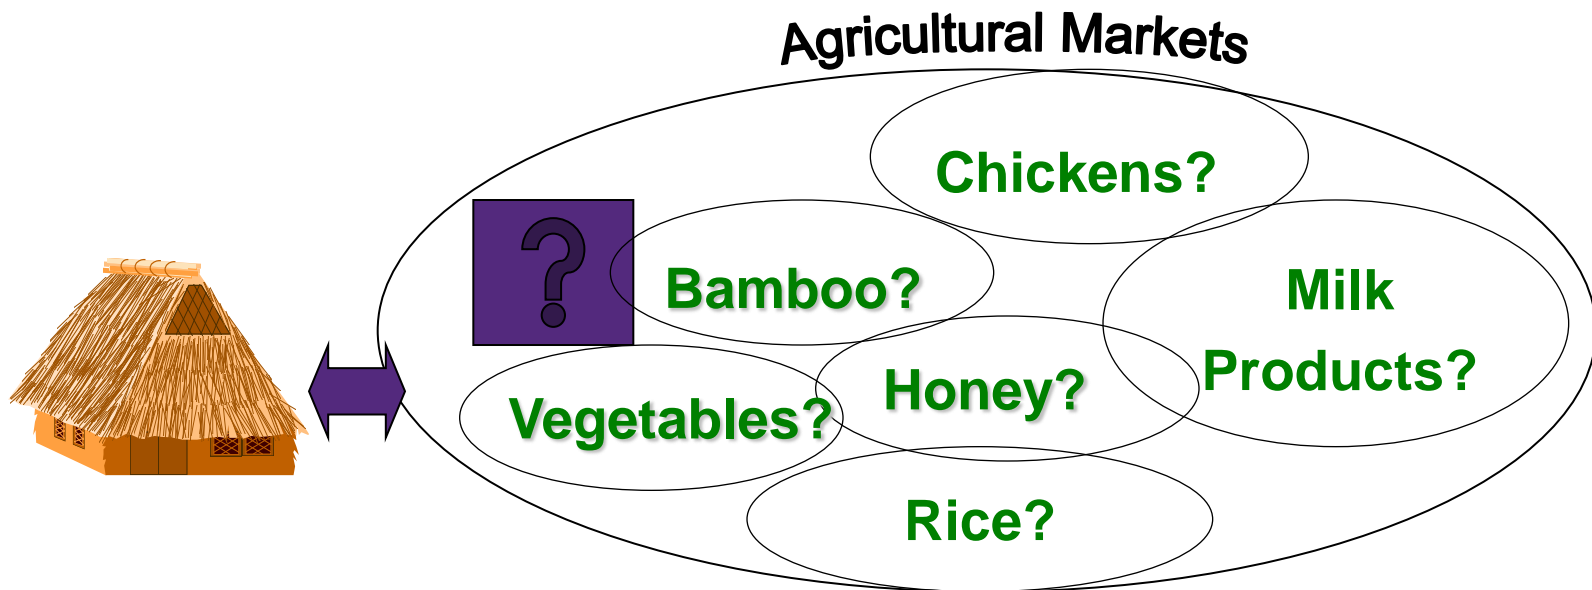 Agricultural Markets
Chickens?
?
Bamboo?
Milk
Products?
Honey?
Vegetables?
Rice?